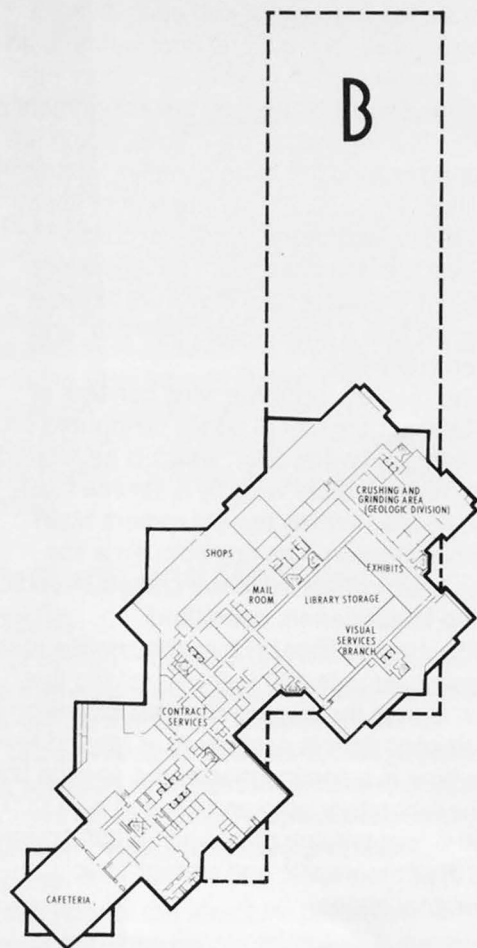 B
CRUSHING AND
GRINDING AREA
(GEOLOGIC DIVISION)
SHOPS
EXHIBITS
MAIL
ROOM
LIBRARY STORAGE
VISUAL
SERVICES
BRANCH
CONTRACT
SERVICES
CAFETERIA